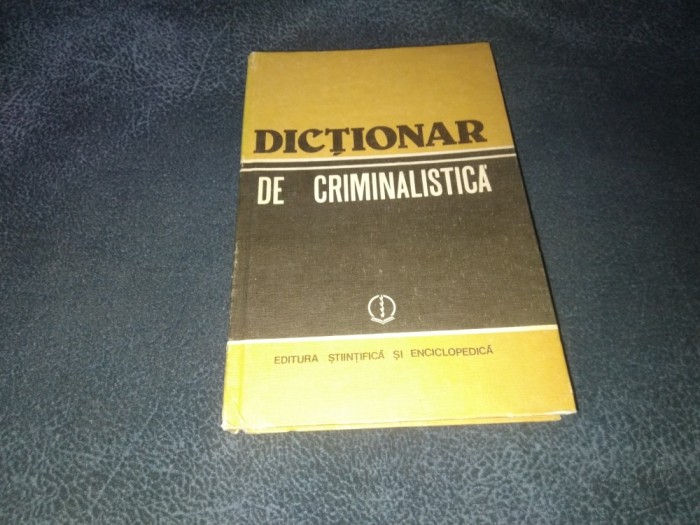 DICȚIONAR
DE CRIMINALISTICĂ
EDITURA ȘTIINȚIFICĂ ȘI ENCICLOPEDICĂ